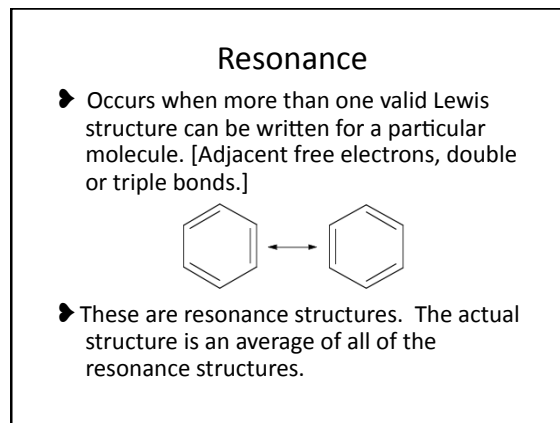 Resonance
❥ Occurs when more than one valid Lewis
structure can be written for a particular
molecule. [Adjacent free electrons, double
or triple bonds.]
❥ These are resonance structures.  The actual
structure is an average of all of the
resonance structures.